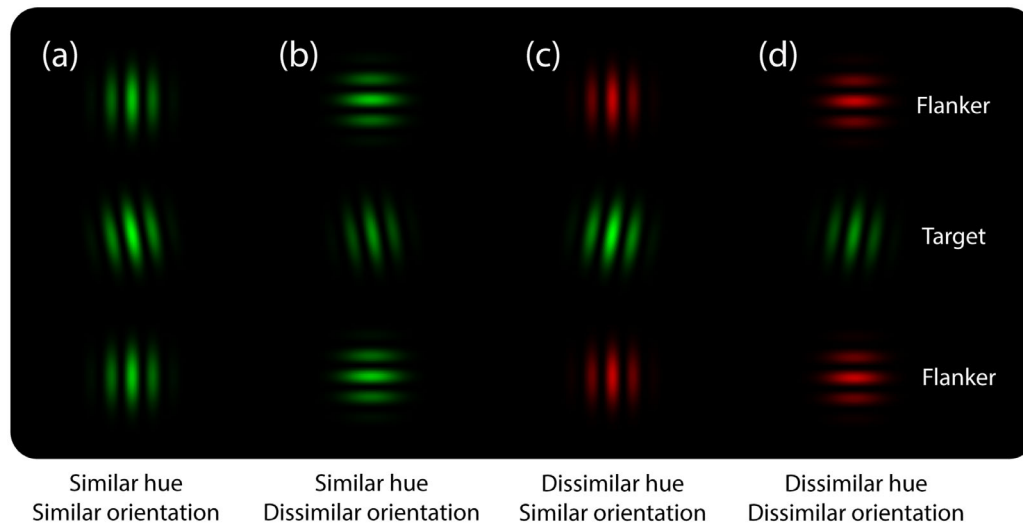 (a)
(b)
(c)
(d)
Flanker
Target
Flanker
Similar hue
Similar orientation
Similar hue
Dissimilar orientation
Dissimilar hue
Similar orientation
Dissimilar hue
Dissimilar orientation